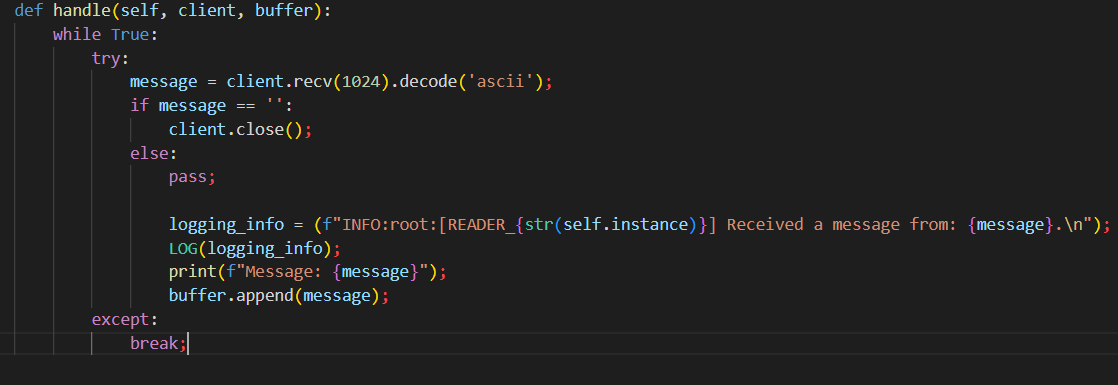 def handle(self, client, buffer):
    while True:
        try:
            message = client.recv(1024).decode('ascii');
            if message == '':
                client.close();
            else:
                pass;

                logging_info = (f"INFO:root:[READER_{str(self.instance)}] Received a message from: {message}.\n");
                LOG(logging_info);
                print(f"Message: {message}");
                buffer.append(message);
        except:
            break;